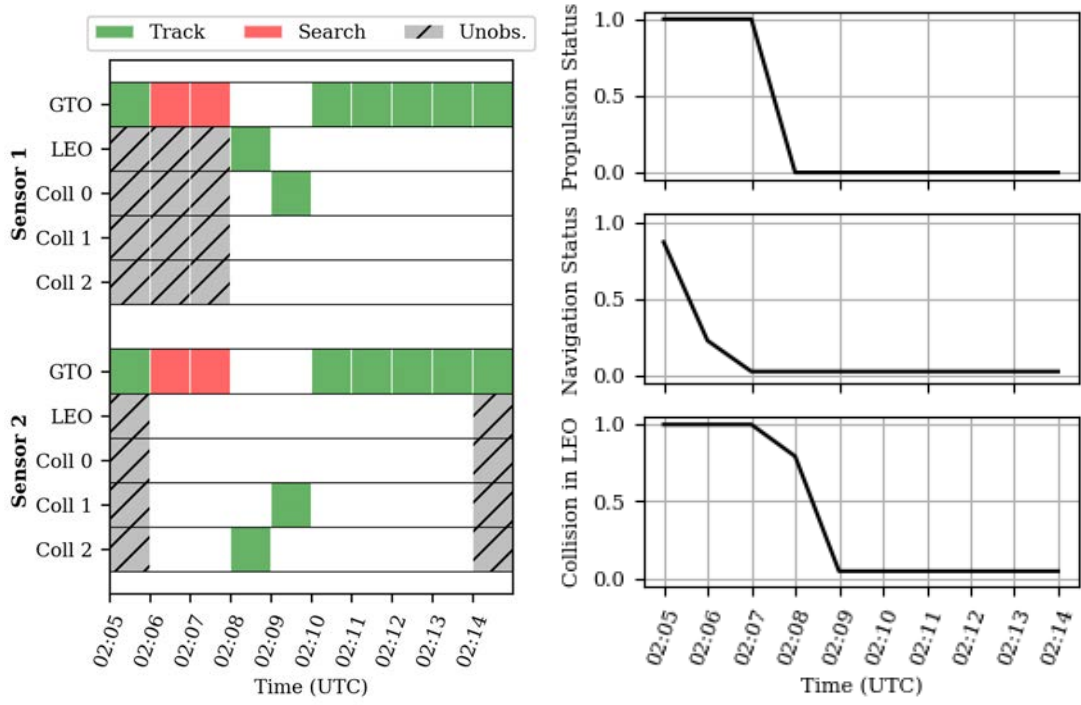 Track Search Unobs.
Sensor 1
GTO
LEO
Coll 0
Coll 1
Coll 2
Sensor 2
GTO
LEO
Coll 0
Coll 1
Coll 2
02:05 02:06 02:07 02:08 02:09 02:10 02:11 02:12 02:13 02:14
Time (UTC)
Propulsion Status
1.0
0.5
0.0
Navigation Status
1.0
0.5
0.0
Collision in LEO
1.0
0.5
0.0
02:05 02:06 02:07 02:08 02:09 02:10 02:11 02:12 02:13 02:14
Time (UTC)